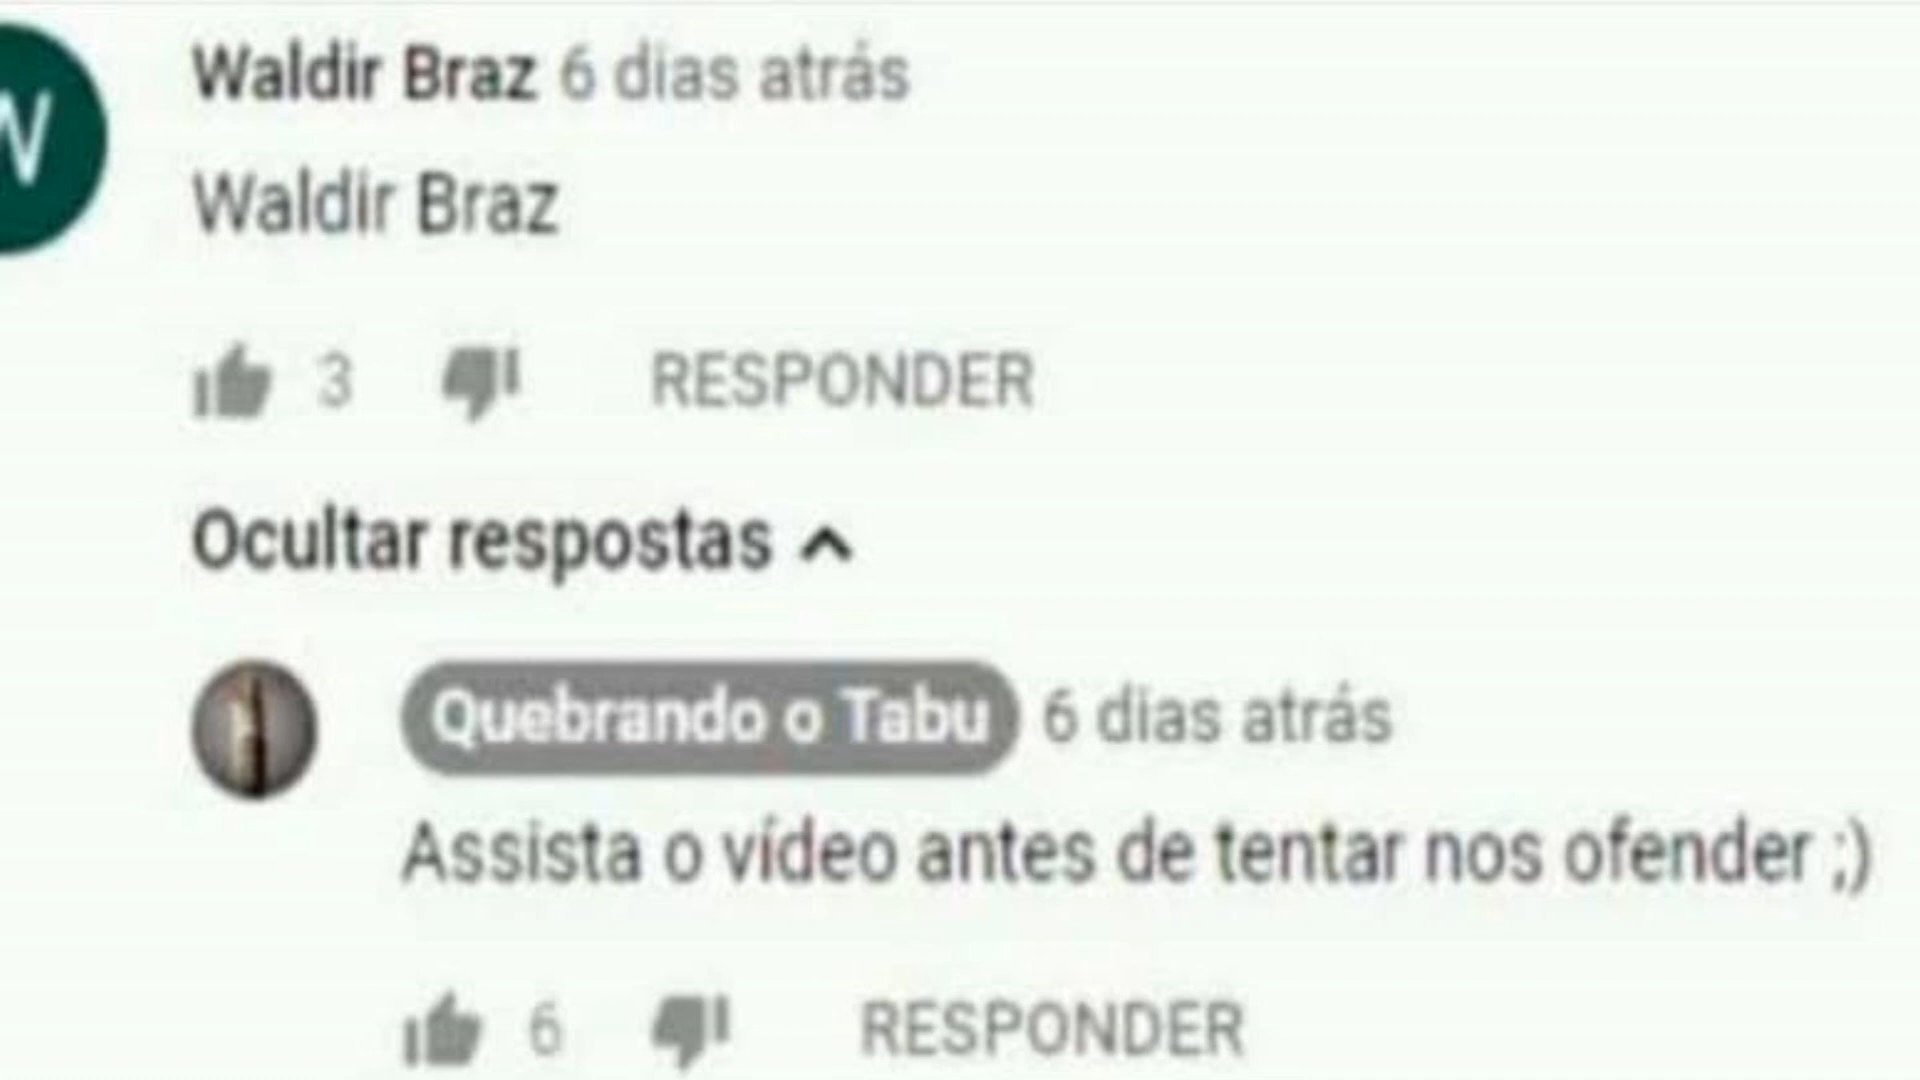 W
Waldir Braz 6 dias atrás
Waldir Braz
3 RESPONDER
Ocultar respostas
Quebrando o Tabu 6 dias atrás
Assista o vídeo antes de tentar nos ofender ;)
6 RESPONDER